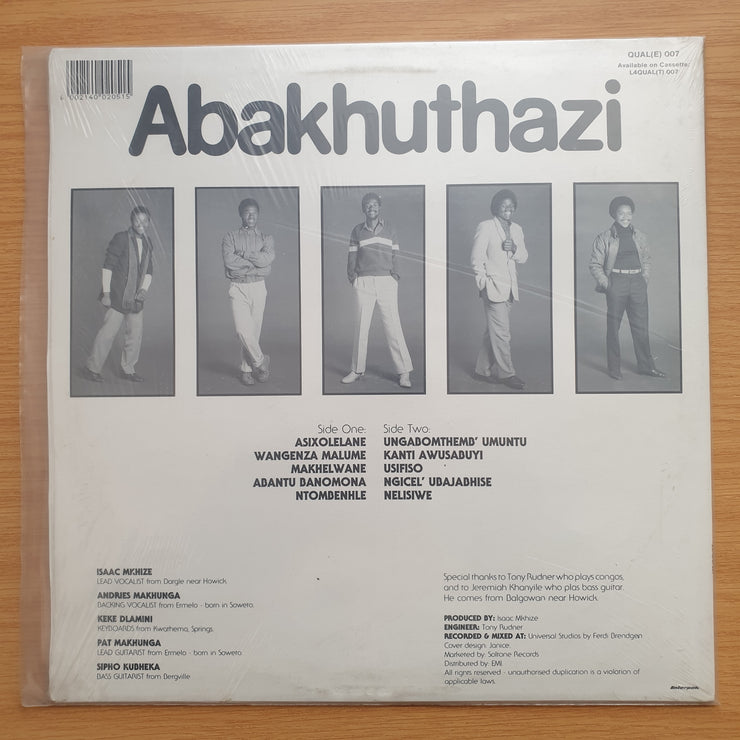 QUAL(E) 007
Available on Cassette:
L4QUAL(T) 007
6 002140 020515
Abakhuthazi
Side One:
ASIXOLELANE
WANGENZA MALUME
MAKHELWANE
ABANTU BANOMONA
NTOMBENHLE
Side Two:
UNGABOMTHEMB' UMUNTU
KANTI AWUSABUYI
USIFISO
NGICEL' UBAJABHISE
NELISIWE
ISAAC MKHIZE
LEAD VOCALIST from Dargle near Howick.
ANDRIES MAKHUNGA
BACKING VOCALIST from Ermelo - born in Soweto.
KEKE DLAMINI
KEYBOARDS from Kwathema, Springs.
PAT MAKHUNGA
LEAD GUITARIST from Ermelo - born in Soweto.
SIPHO KUBHEKA
BASS GUITARIST from Bergville
Special thanks to Tony Rudner who plays congas,
and to Jeremiah Khanyile who plas bass guitar.
He comes from Balgowan near Howick.
PRODUCED BY: Isaac Mkhize
ENGINEER: Tony Rudner
RECORDED & MIXED AT: Universal Studios by Ferdi Brendgen
Cover design: Janice.
Marketed by: Soltone Records
Distributed by: EMI.
All rights reserved - unauthorised duplication is a violation of
applicable laws.
Interpak